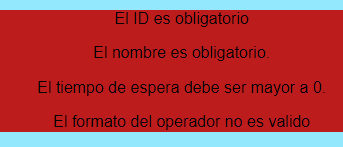 El ID es obligatorio
El nombre es obligatorio.
El tiempo de espera debe ser mayor a 0.
El formato del operador no es valido